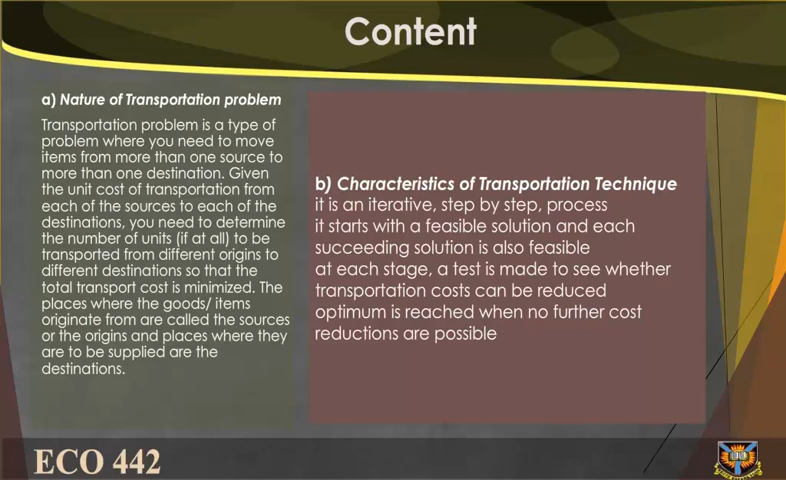 Content
a) Nature of Transportation problem
Transportation problem is a type of
problem where you need to move
items from more than one source to
more than one destination. Given
the unit cost of transportation from
each of the sources to each of the
destinations, you need to determine
the number of units (if at all) to be
transported from different origins to
different destinations so that the
total transport cost is minimized. The
places where the goods/ items
originate from are called the sources
or the origins and places where they
are to be supplied are the
destinations.
b) Characteristics of Transportation Technique
it is an iterative, step by step, process
it starts with a feasible solution and each
succeeding solution is also feasible
at each stage, a test is made to see whether
transportation costs can be reduced
optimum is reached when no further cost
reductions are possible
ECO 442